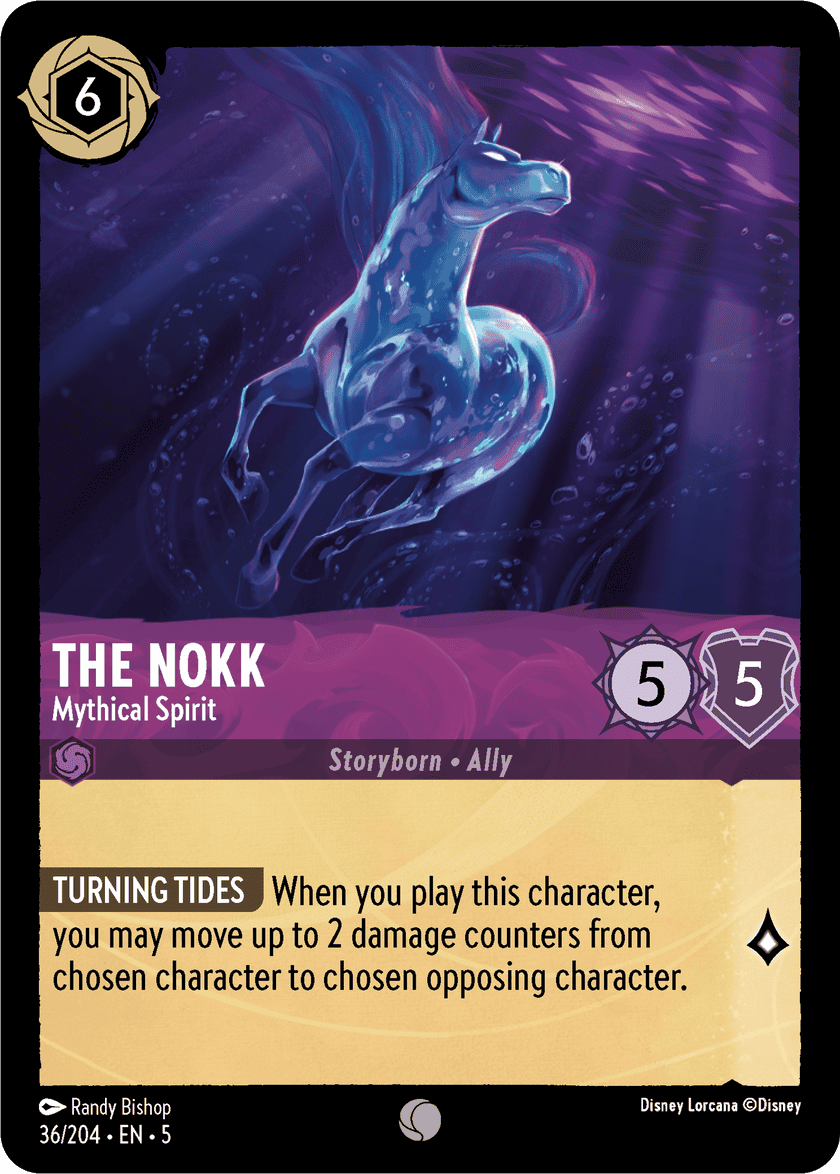 6
THE NOKK
Mythical Spirit
5 5
Storyborn • Ally
TURNING TIDES When you play this character,
you may move up to 2 damage counters from
chosen character to chosen opposing character.
Randy Bishop
Disney Lorcana ©Disney
36/204 • EN • 5